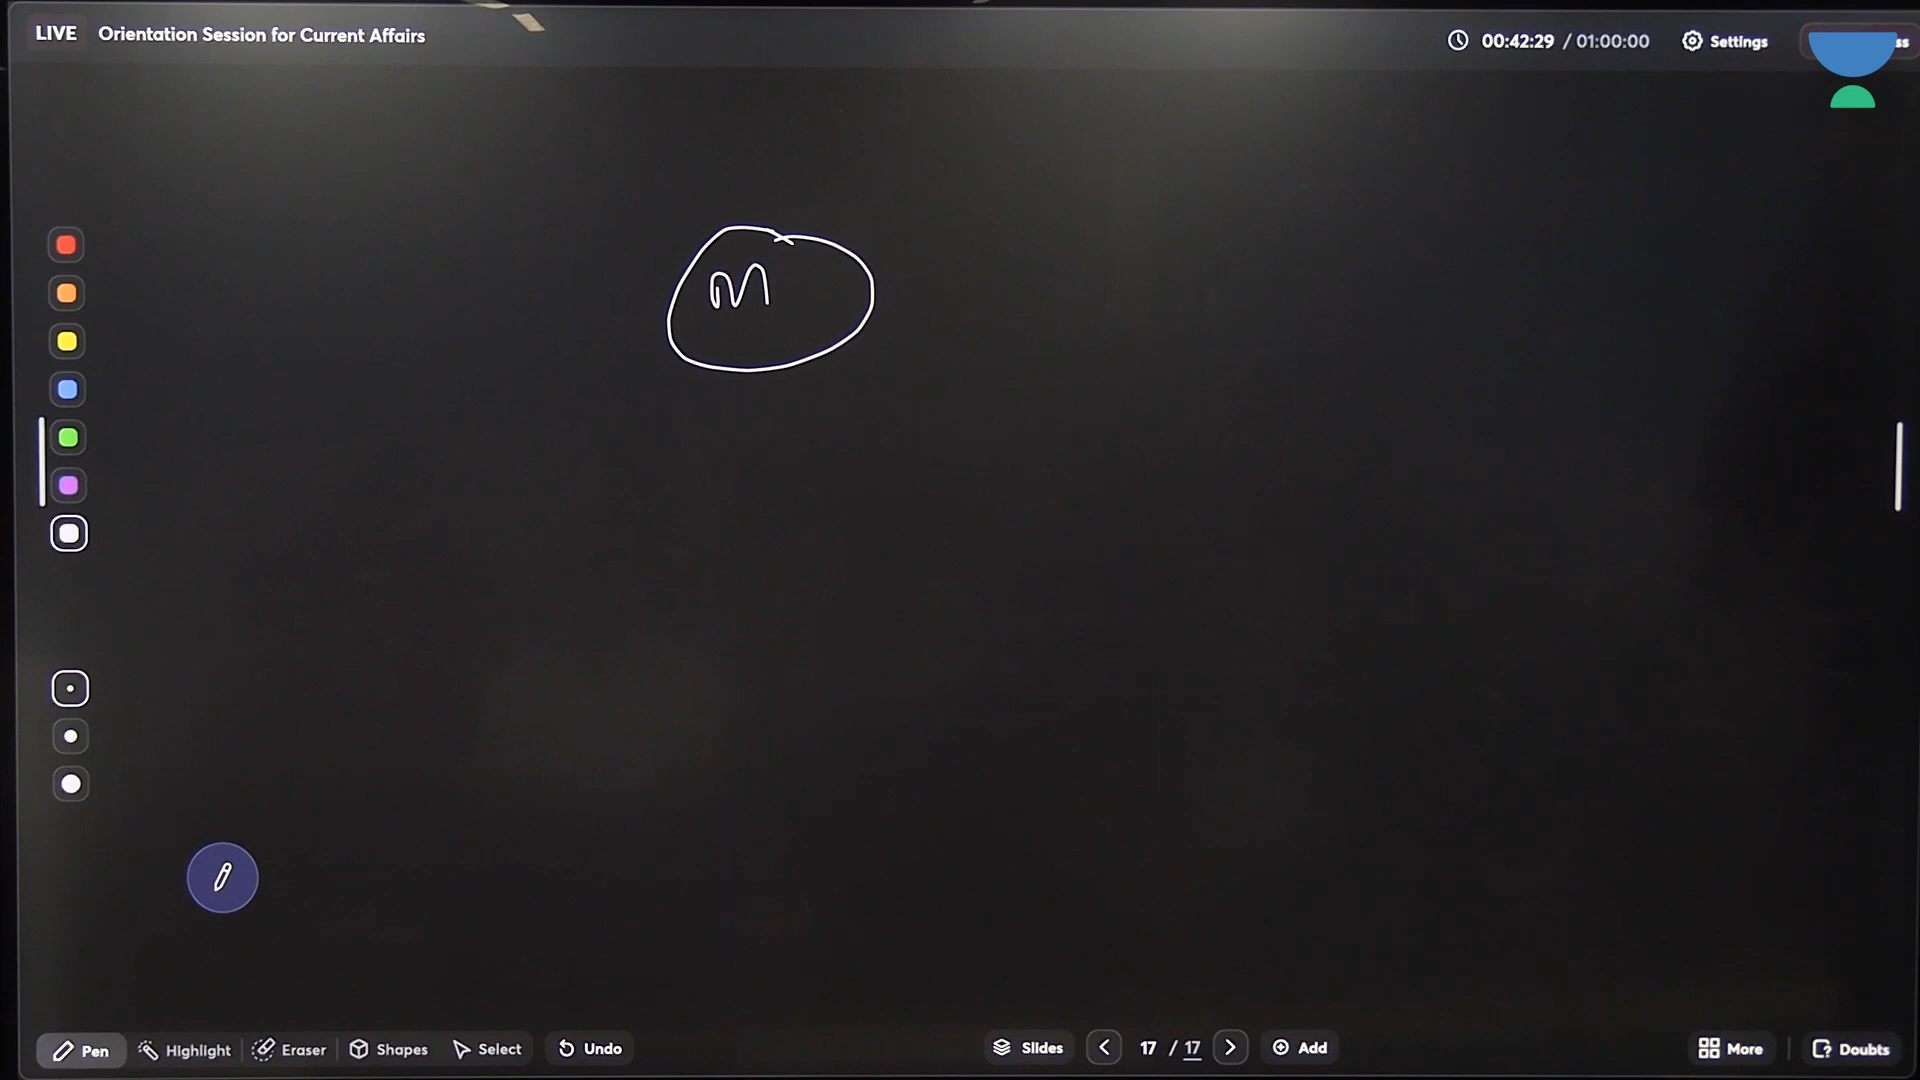 LIVE Orientation Session for Current Affairs 00:42:29 / 01:00:00 Settings ss
M
Pen Highlight Eraser Shapes Select Undo Slides 17 / 17 Add More Doubts